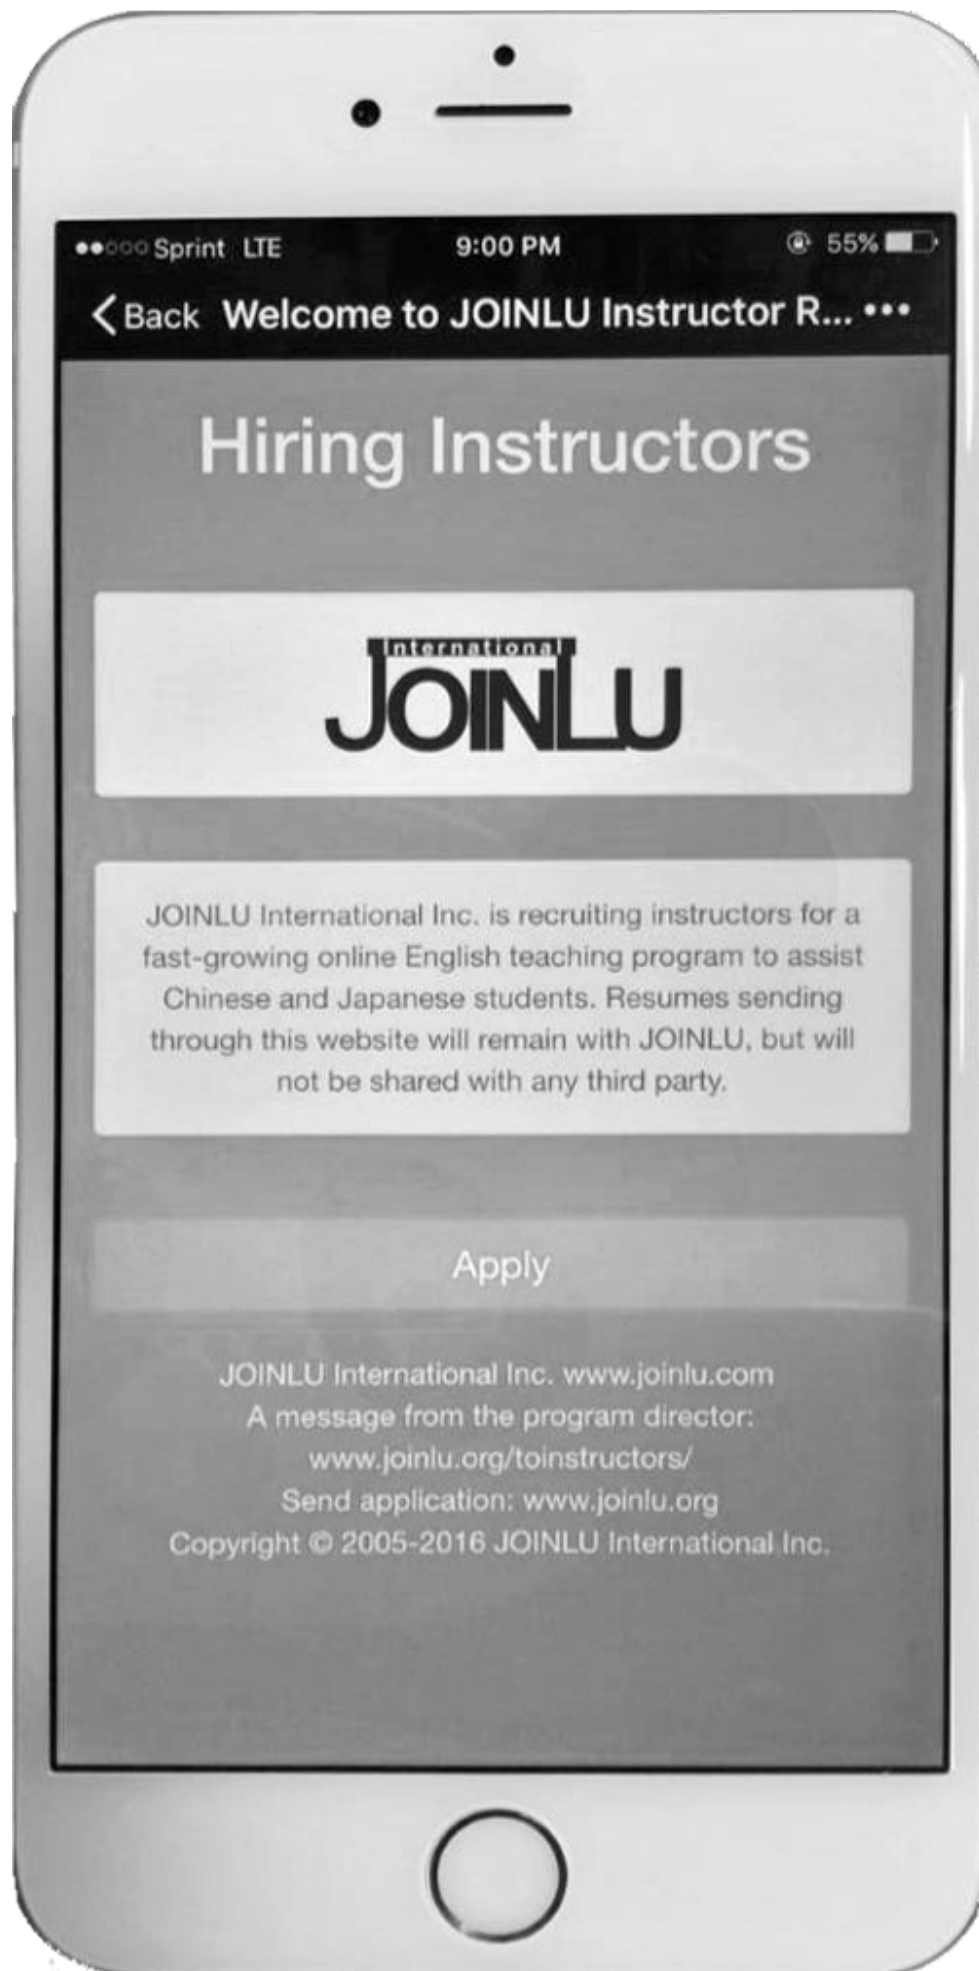 Sprint LTE 9:00 PM 55%
Back Welcome to JOINLU Instructor R... •••
Hiring Instructors
International
JOINLU
JOINLU International Inc. is recruiting instructors for a
fast-growing online English teaching program to assist
Chinese and Japanese students. Resumes sending
through this website will remain with JOINLU, but will
not be shared with any third party.
Apply
JOINLU International Inc. www.joinlu.com
A message from the program director:
www.joinlu.org/toinstructors/
Send application: www.joinlu.org
Copyright © 2005-2016 JOINLU International Inc.